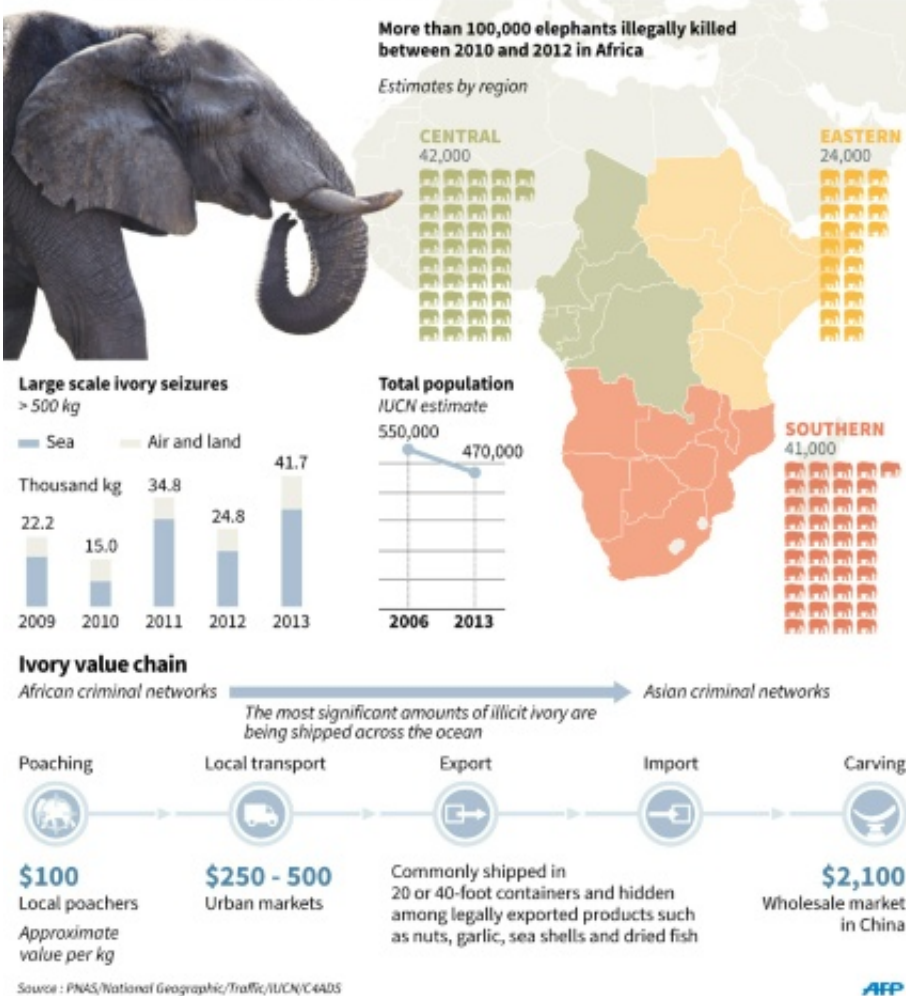 More than 100,000 elephants illegally killed
between 2010 and 2012 in Africa
Estimates by region
CENTRAL
42,000
EASTERN
24,000
SOUTHERN
41,000
Large scale ivory seizures
> 500 kg
Sea
Air and land
Thousand kg
22.2
15.0
34.8
24.8
41.7
2009
2010
2011
2012
2013
Total population
IUCN estimate
550,000
470,000
2006
2013
Ivory value chain
African criminal networks
Asian criminal networks
The most significant amounts of illicit ivory are
being shipped across the ocean
Poaching
Local transport
Export
Import
Carving
$100
Local poachers
Approximate
value per kg
$250 - 500
Urban markets
Commonly shipped in
20 or 40-foot containers and hidden
among legally exported products such
as nuts, garlic, sea shells and dried fish
$2,100
Wholesale market
in China
Source : PNAS/National Geographic/Traffic/IUCN/C4ADS
AFP